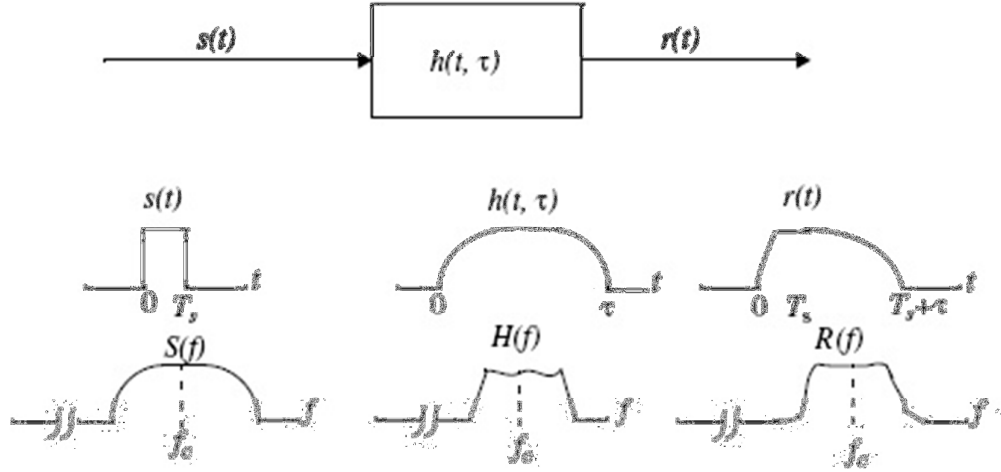 s(t) h(t, τ) r(t)
s(t) h(t, τ) r(t)
0 T_s t 0 τ t 0 T_s T_s+τ t
S(f) H(f) R(f)
f f f
f_c f_c f_c